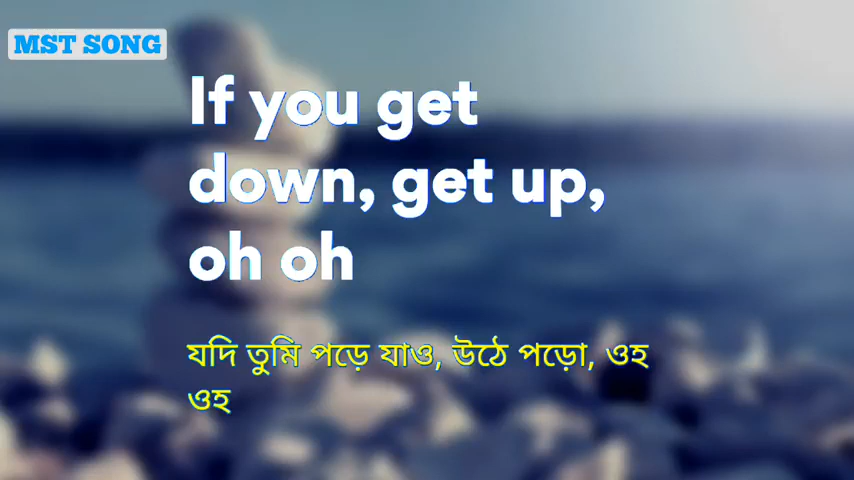 MST SONG
If you get
down, get up,
oh oh
যদি তুমি পড়ে যাও, উঠে পড়ো, ওহ
ওহ